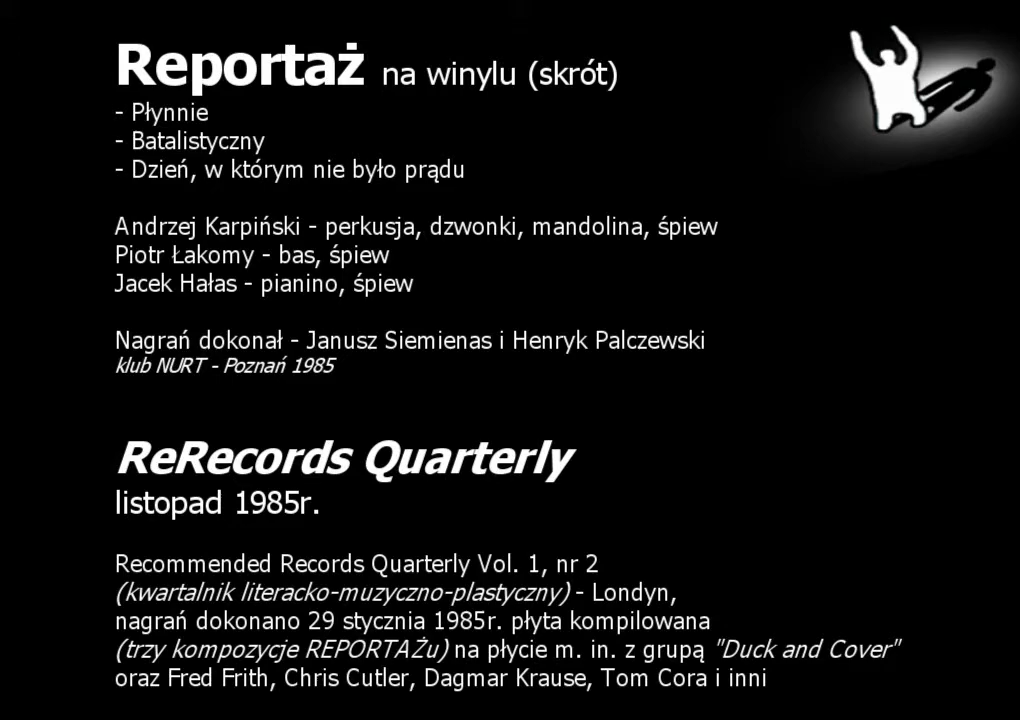 Reportaż na winylu (skrót)
- Płynnie
- Batalistyczny
- Dzień, w którym nie było prądu
Andrzej Karpiński - perkusja, dzwonki, mandolina, śpiew
Piotr Łakomy - bas, śpiew
Jacek Hałas - pianino, śpiew
Nagrań dokonał - Janusz Siemienas i Henryk Palczewski
klub NURT - Poznań 1985
ReRecords Quarterly
listopad 1985r.
Recommended Records Quarterly Vol. 1, nr 2
(kwartalnik literacko-muzyczno-plastyczny) - Londyn,
nagrań dokonano 29 stycznia 1985r. płyta kompilowana
(trzy kompozycje REPORTAŻu) na płycie m. in. z grupą "Duck and Cover"
oraz Fred Frith, Chris Cutler, Dagmar Krause, Tom Cora i inni